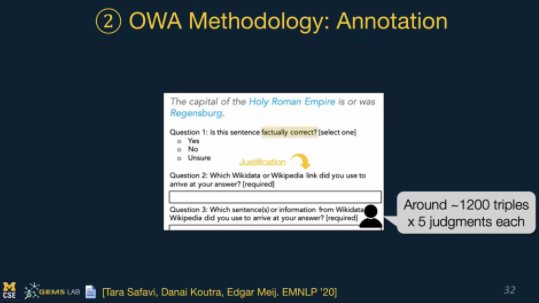 ② OWA Methodology: Annotation
The capital of the Holy Roman Empire is or was
Regensburg.
Question 1: Is this sentence factually correct? [select one]
Yes
No
Unsure
Justification
Question 2: Which Wikidata or Wikipedia link did you use to
arrive at your answer? [required]
Question 3: Which sentence(s) or information from Wikidata
Wikipedia did you use to arrive at your answer? [required]
Around ~1200 triples
x 5 judgments each
M
CSE
GEMS LAB
[Tara Safavi, Danai Koutra, Edgar Meij. EMNLP '20]
32